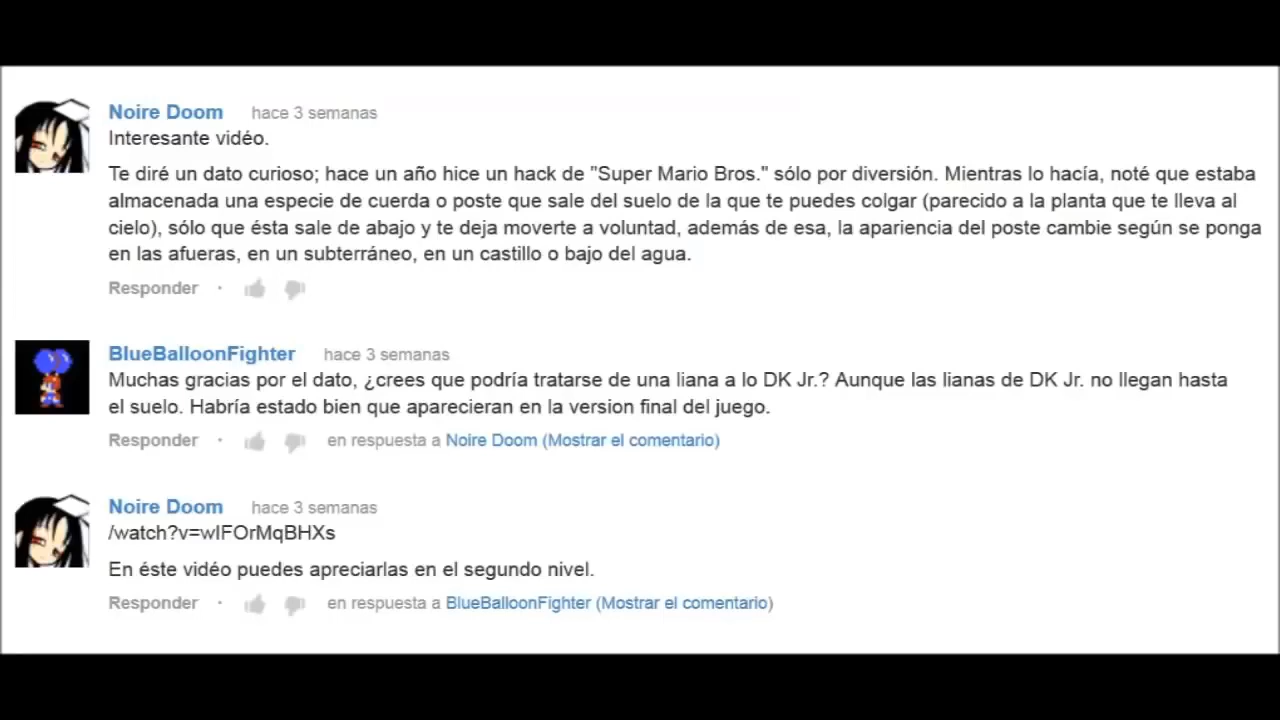 Noire Doom hace 3 semanas
Interesante vidéo.
Te diré un dato curioso; hace un año hice un hack de "Super Mario Bros." sólo por diversión. Mientras lo hacía, noté que estaba
almacenada una especie de cuerda o poste que sale del suelo de la que te puedes colgar (parecido a la planta que te lleva al
cielo), sólo que ésta sale de abajo y te deja moverte a voluntad, además de esa, la apariencia del poste cambie según se ponga
en las afueras, en un subterráneo, en un castillo o bajo del agua.
Responder ·
BlueBalloonFighter hace 3 semanas
Muchas gracias por el dato, ¿crees que podría tratarse de una liana a lo DK Jr.? Aunque las lianas de DK Jr. no llegan hasta
el suelo. Habría estado bien que aparecieran en la version final del juego.
Responder · en respuesta a Noire Doom (Mostrar el comentario)
Noire Doom hace 3 semanas
/watch?v=wIFOrMqBHXs
En éste vidéo puedes apreciarlas en el segundo nivel.
Responder · en respuesta a BlueBalloonFighter (Mostrar el comentario)